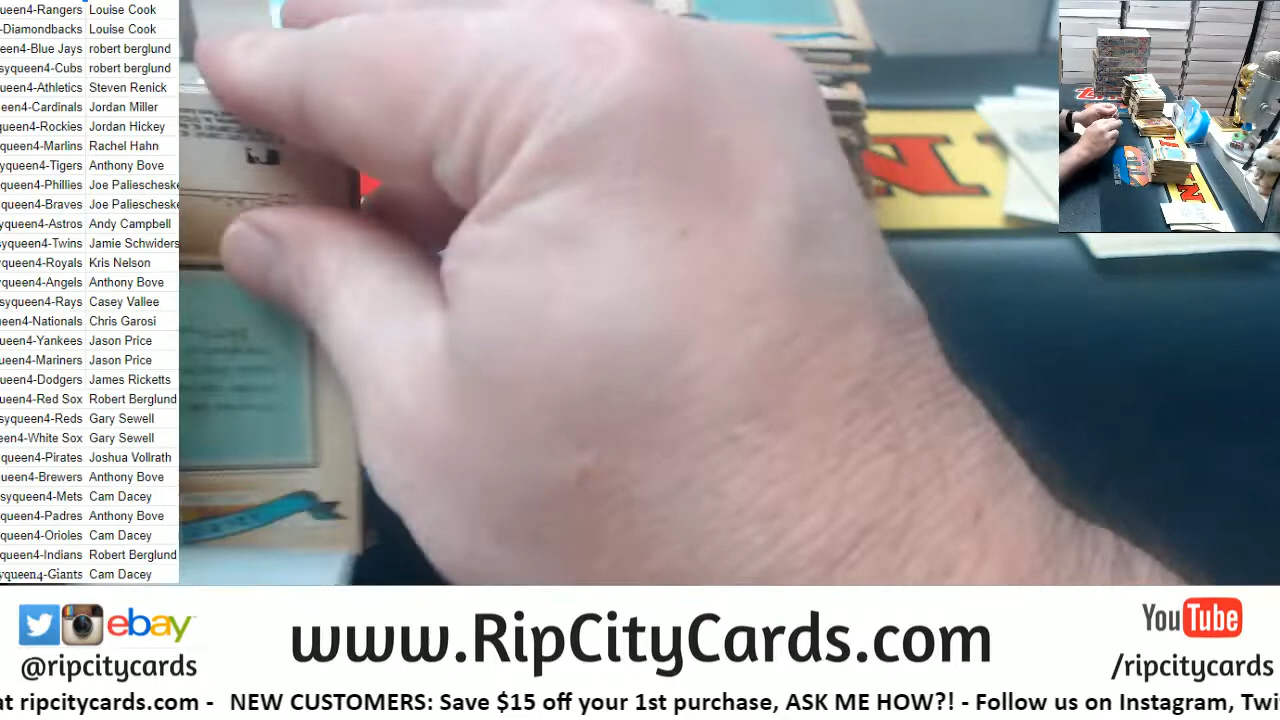 ueen4-Rangers Louise Cook
-Diamondbacks Louise Cook
een4-Blue Jays robert berglund
syqueen4-Cubs robert berglund
queen4-Athletics Steven Renick
een4-Cardinals Jordan Miller
queen4-Rockies Jordan Hickey
queen4-Marlins Rachel Hahn
yqueen4-Tigers Anthony Bove
queen4-Phillies Joe Paliescheske
queen4-Braves Joe Paliescheske
yqueen4-Astros Andy Campbell
syqueen4-Twins Jamie Schwiders
queen4-Royals Kris Nelson
queen4-Angels Anthony Bove
syqueen4-Rays Casey Vallee
ueen4-Nationals Chris Garosi
ueen4-Yankees Jason Price
ueen4-Mariners Jason Price
ueen4-Dodgers James Ricketts
ueen4-Red Sox Robert Berglund
syqueen4-Reds Gary Sewell
een4-White Sox Gary Sewell
queen4-Pirates Joshua Vollrath
ueen4-Brewers Anthony Bove
syqueen4-Mets Cam Dacey
queen4-Padres Anthony Bove
ueen4-Orioles Cam Dacey
queen4-Indians Robert Berglund
yqueen4-Giants Cam Dacey
ebay
@ripcitycards
www.RipCityCards.com
YouTube
/ripcitycards
at ripcitycards.com - NEW CUSTOMERS: Save $15 off your 1st purchase, ASK ME HOW?! - Follow us on Instagram, Twi